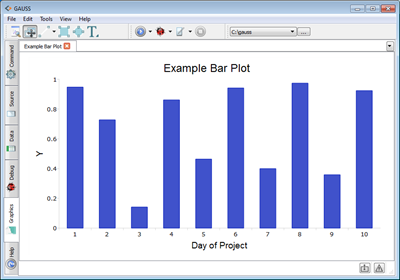 GAUSS
File Edit Tools View Help
C:\gauss
...
Example Bar Plot
Command
Source
Data
Debug
Graphics
Help
Example Bar Plot
1
0.8
0.6
0.4
0.2
0
Y
1 2 3 4 5 6 7 8 9 10
Day of Project